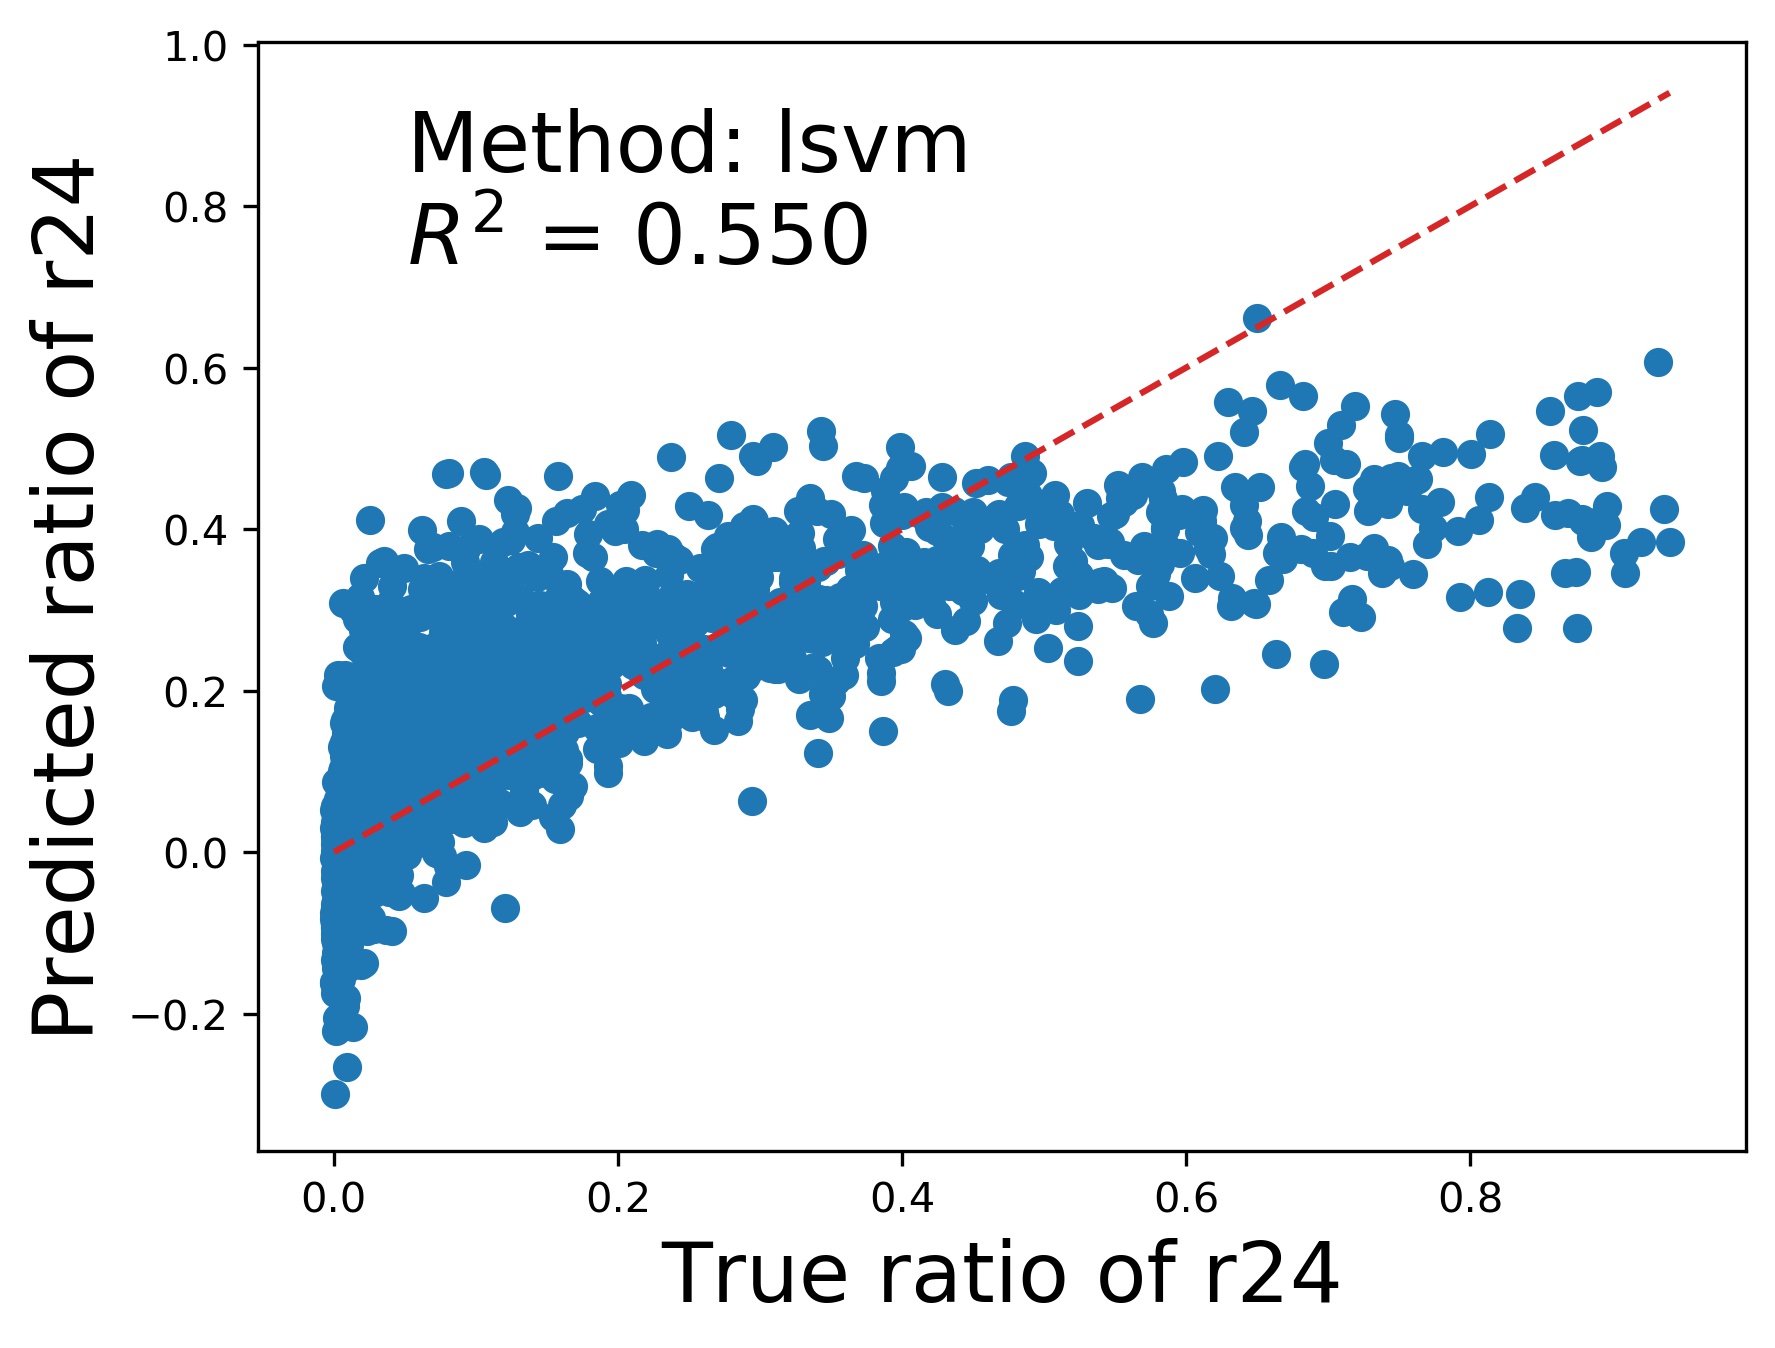 Method: lsvm
R² = 0.550
Predicted ratio of r24
1.0
0.8
0.6
0.4
0.2
0.0
−0.2
0.0 0.2 0.4 0.6 0.8
True ratio of r24